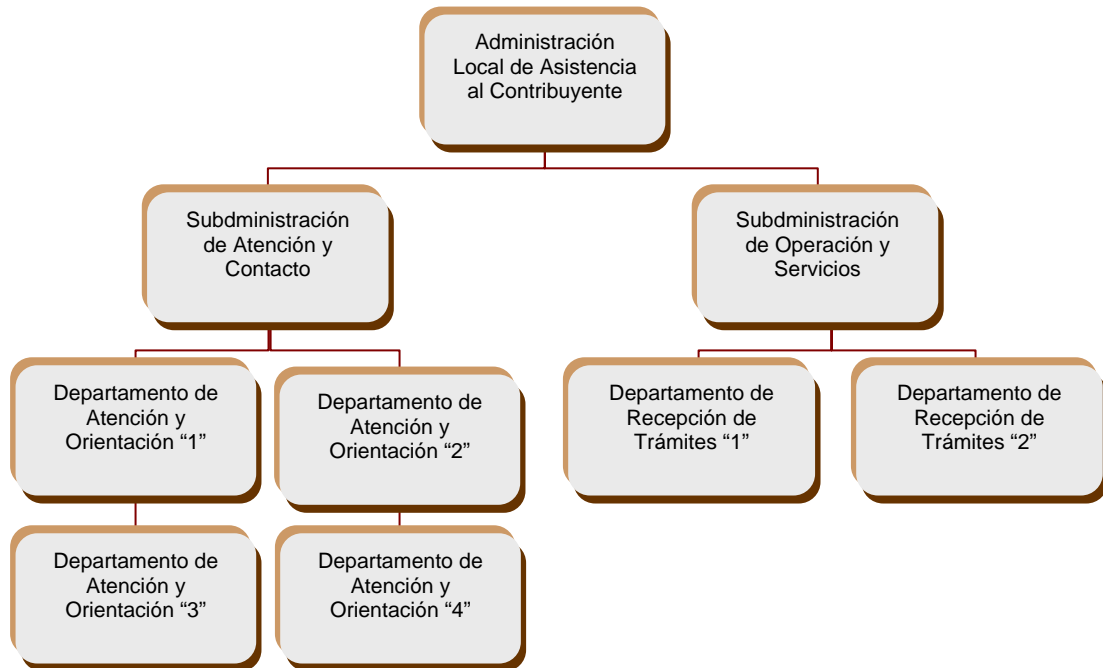 Administración
Local de Asistencia
al Contribuyente
Subdministración
de Atención y
Contacto
Subdministración
de Operación y
Servicios
Departamento de
Atención y
Orientación “1”
Departamento de
Atención y
Orientación “2”
Departamento de
Recepción de
Trámites “1”
Departamento de
Recepción de
Trámites “2”
Departamento de
Atención y
Orientación “3”
Departamento de
Atención y
Orientación “4”